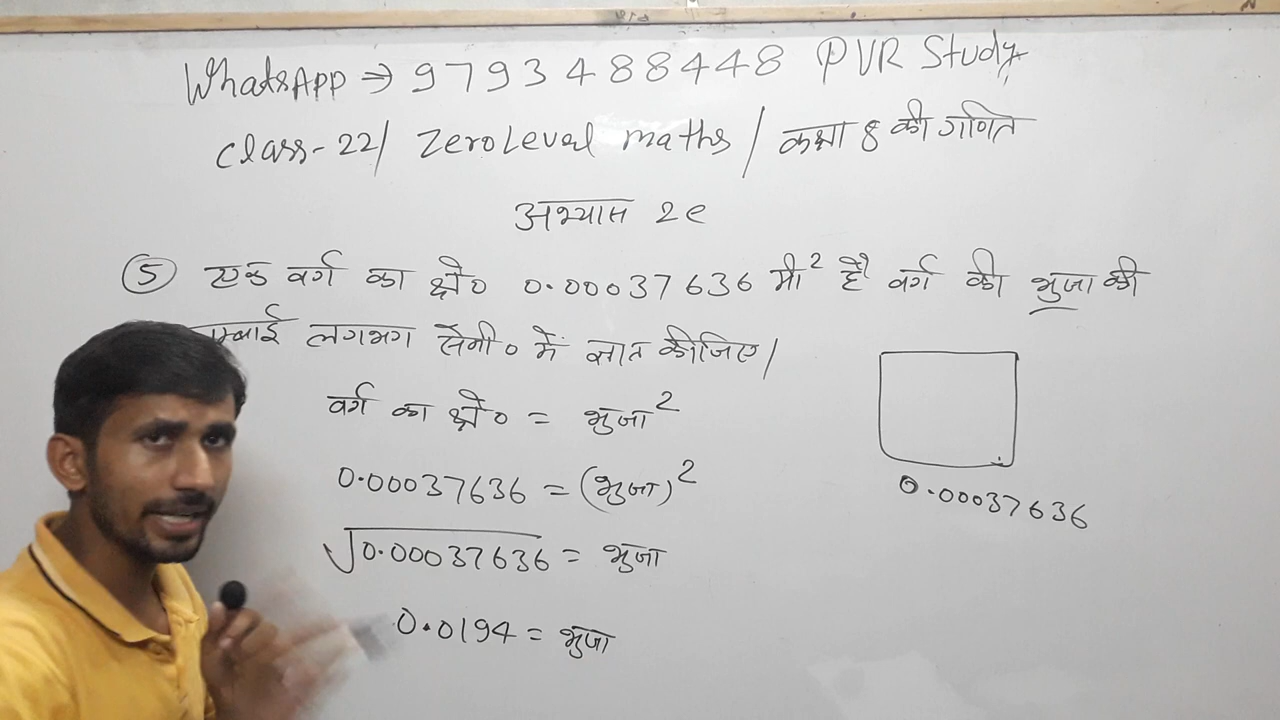 WhatsAPP ⇒ 9793488448 PVR Study
Class-22/ Zero Level maths / कक्षा 8 की गणित
अभ्यास 2e
⑤ एक वर्ग का क्षे० 0.00037636 मी² है वर्ग की भुजा की
म्बाई लगभग सेमी० में ज्ञात कीजिए/
वर्ग का क्षे० = भुजा²
0.00037636 = (भुजा)²
√0.00037636 = भुजा
0.0194 = भुजा
0.00037636